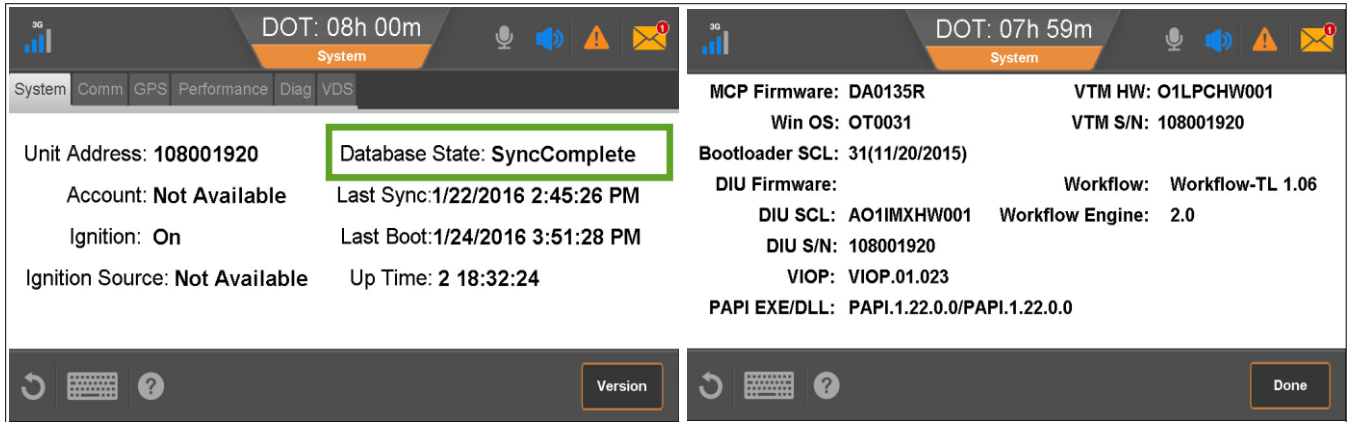 3G
DOT: 08h 00m
System
1
System Comm GPS Performance Diag VDS
Unit Address: 108001920
Database State: SyncComplete
Account: Not Available
Last Sync:1/22/2016 2:45:26 PM
Ignition: On
Last Boot:1/24/2016 3:51:28 PM
Ignition Source: Not Available
Up Time: 2 18:32:24
?
Version
3G
DOT: 07h 59m
System
1
MCP Firmware: DA0135R
VTM HW: O1LPCHW001
Win OS: OT0031
VTM S/N: 108001920
Bootloader SCL: 31(11/20/2015)
DIU Firmware:
Workflow: Workflow-TL 1.06
DIU SCL: AO1IMXHW001
Workflow Engine: 2.0
DIU S/N: 108001920
VIOP: VIOP.01.023
PAPI EXE/DLL: PAPI.1.22.0.0/PAPI.1.22.0.0
?
Done